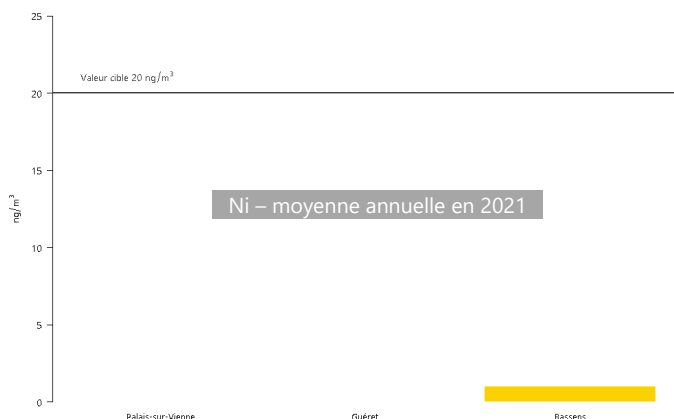 25
Valeur cible 20 ng/m³
20
15
ng/m³
Ni – moyenne annuelle en 2021
10
5
0
Palais-sur-Vienne Guéret Bassens